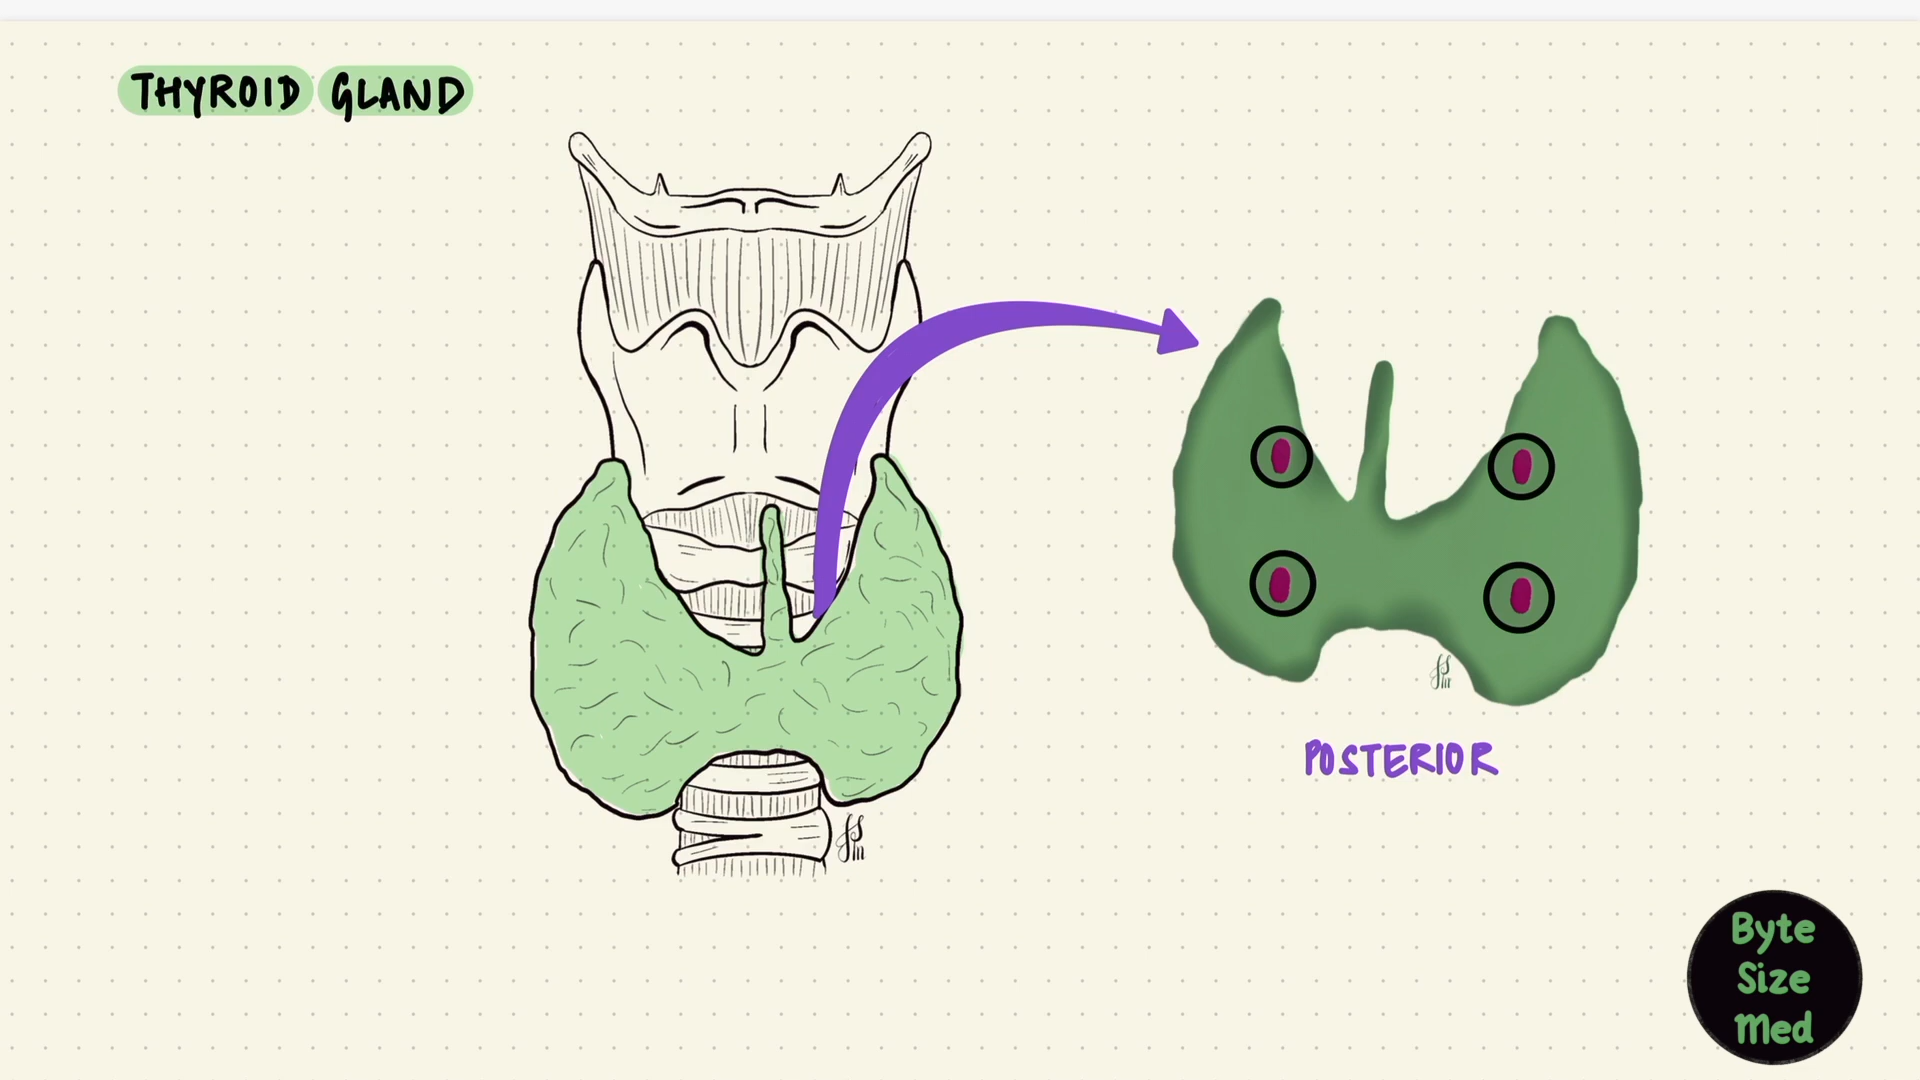 THYROID GLAND
POSTERIOR
Byte
Size
Med